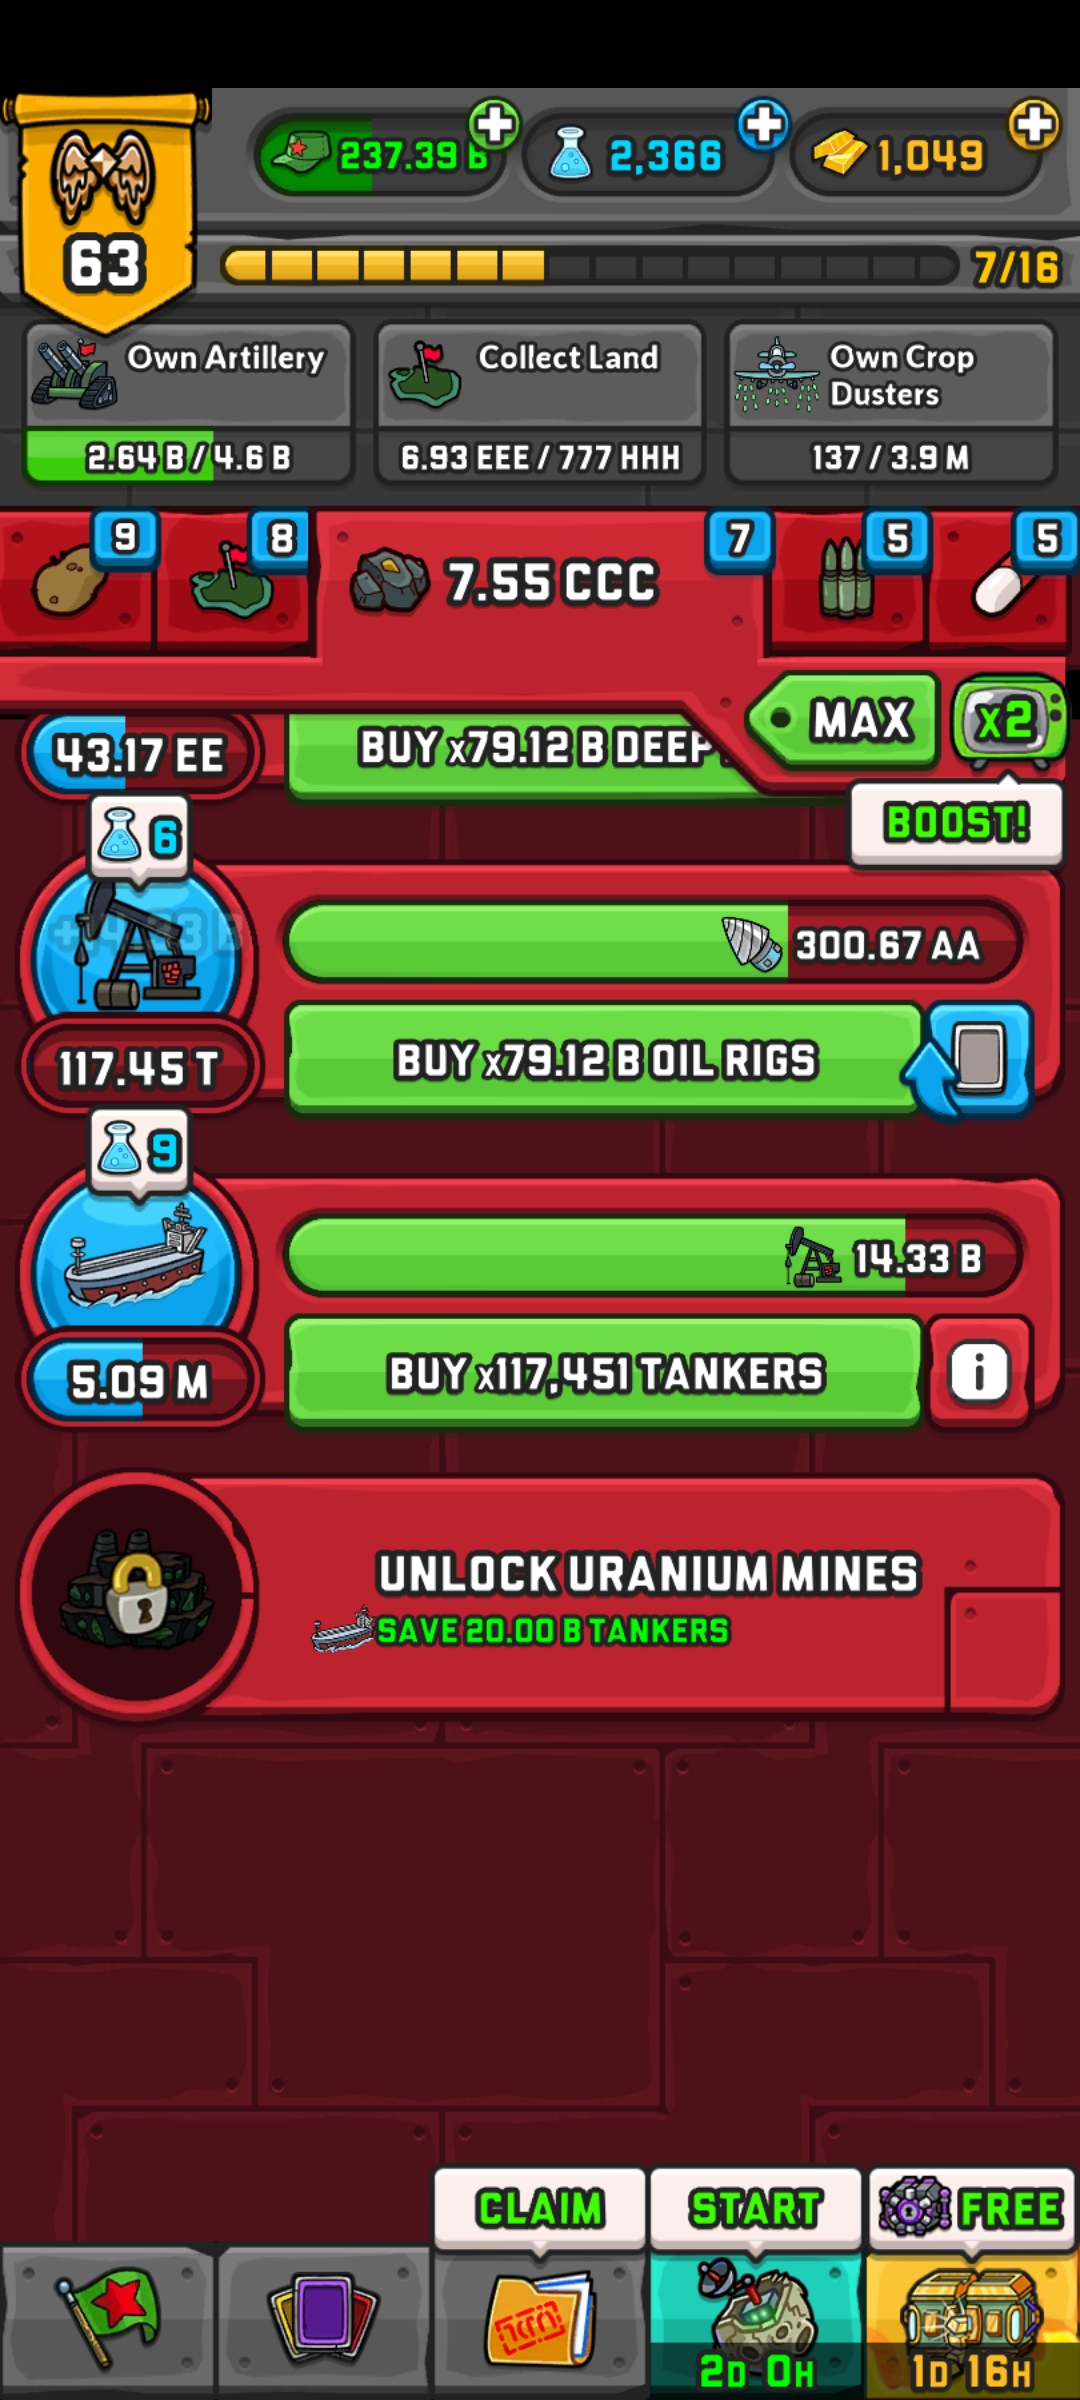 237.39 B
2,366
1,049
63
7/16
Own Artillery
2.64 B / 4.6 B
Collect Land
6.93 EEE / 777 HHH
Own Crop
Dusters
137 / 3.9 M
9
8
7.55 CCC
7
5
5
MAX
x2
BOOST!
43.17 EE
BUY x79.12 B DEEP
6
300.67 AA
117.45 T
BUY x79.12 B OIL RIGS
9
14.33 B
5.09 M
BUY x117,451 TANKERS
i
UNLOCK URANIUM MINES
SAVE 20.00 B TANKERS
CLAIM
START
FREE
2D 0H
1D 16H